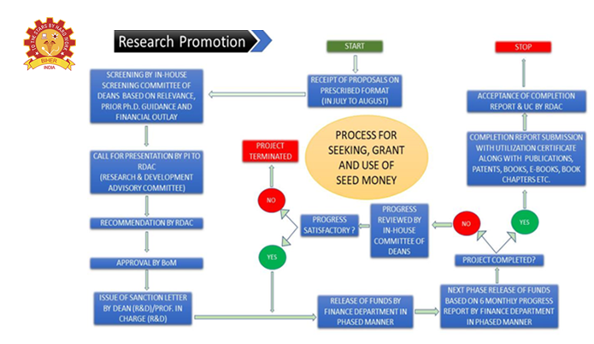 BIHER
INDIA
Research Promotion
START
RECEIPT OF PROPOSALS ON
PRESCRIBED FORMAT
(IN JULY TO AUGUST)
SCREENING BY IN-HOUSE
SCREENING COMMITTEE OF
DEANS BASED ON RELEVANCE,
PRIOR Ph.D. GUIDANCE AND
FINANCIAL OUTLAY
CALL FOR PRESENTATION BY PI TO
RDAC
(RESEARCH & DEVELOPMENT
ADVISORY COMMITTEE)
RECOMMENDATION BY RDAC
APPROVAL BY BoM
ISSUE OF SANCTION LETTER
BY DEAN (R&D)/PROF. IN
CHARGE (R&D)
PROCESS FOR
SEEKING, GRANT
AND USE OF
SEED MONEY
RELEASE OF FUNDS BY
FINANCE DEPARTMENT IN
PHASED MANNER
NEXT PHASE RELEASE OF FUNDS
BASED ON 6 MONTHLY PROGRESS
REPORT BY FINANCE DEPARTMENT
IN PHASED MANNER
PROJECT COMPLETED?
NO
YES
PROGRESS
REVIEWED BY
IN-HOUSE
COMMITTEE OF
DEANS
PROGRESS
SATISFACTORY ?
NO
YES
PROJECT
TERMINATED
COMPLETION REPORT SUBMISSION
WITH UTILIZATION CERTIFICATE
ALONG WITH PUBLICATIONS,
PATENTS, BOOKS, E-BOOKS, BOOK
CHAPTERS ETC.
ACCEPTANCE OF COMPLETION
REPORT & UC BY RDAC
STOP